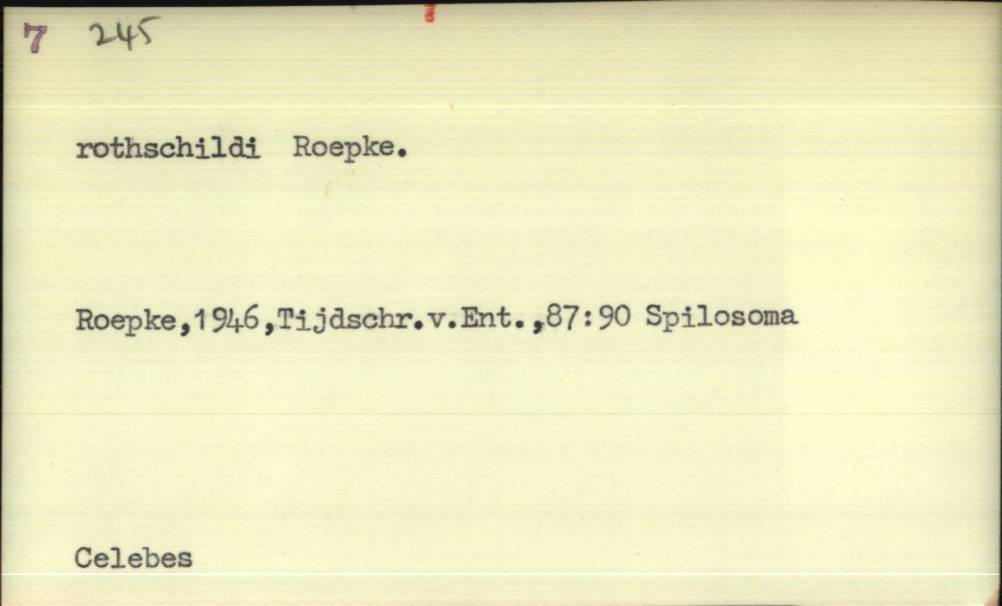 7 245
rothschildi Roepke.
Roepke,1946,Tijdschr.v.Ent.,87:90 Spilosoma
Celebes